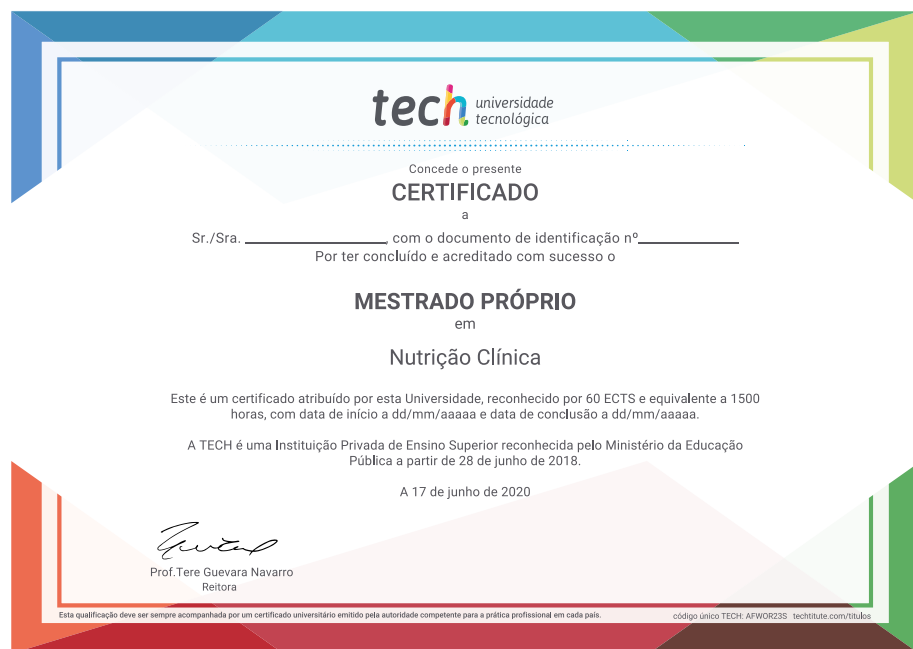 tech universidade
tecnológica
Concede o presente
CERTIFICADO
a
Sr./Sra. ________________, com o documento de identificação nº____________
Por ter concluído e acreditado com sucesso o
MESTRADO PRÓPRIO
em
Nutrição Clínica
Este é um certificado atribuído por esta Universidade, reconhecido por 60 ECTS e equivalente a 1500
horas, com data de início a dd/mm/aaaaa e data de conclusão a dd/mm/aaaaa.
A TECH é uma Instituição Privada de Ensino Superior reconhecida pelo Ministério da Educação
Pública a partir de 28 de junho de 2018.
A 17 de junho de 2020
Prof.Tere Guevara Navarro
Reitora
Esta qualificação deve ser sempre acompanhada por um certificado universitário emitido pela autoridade competente para a prática profissional em cada país.
código único TECH: AFWOR23S techtitute.com/titulos